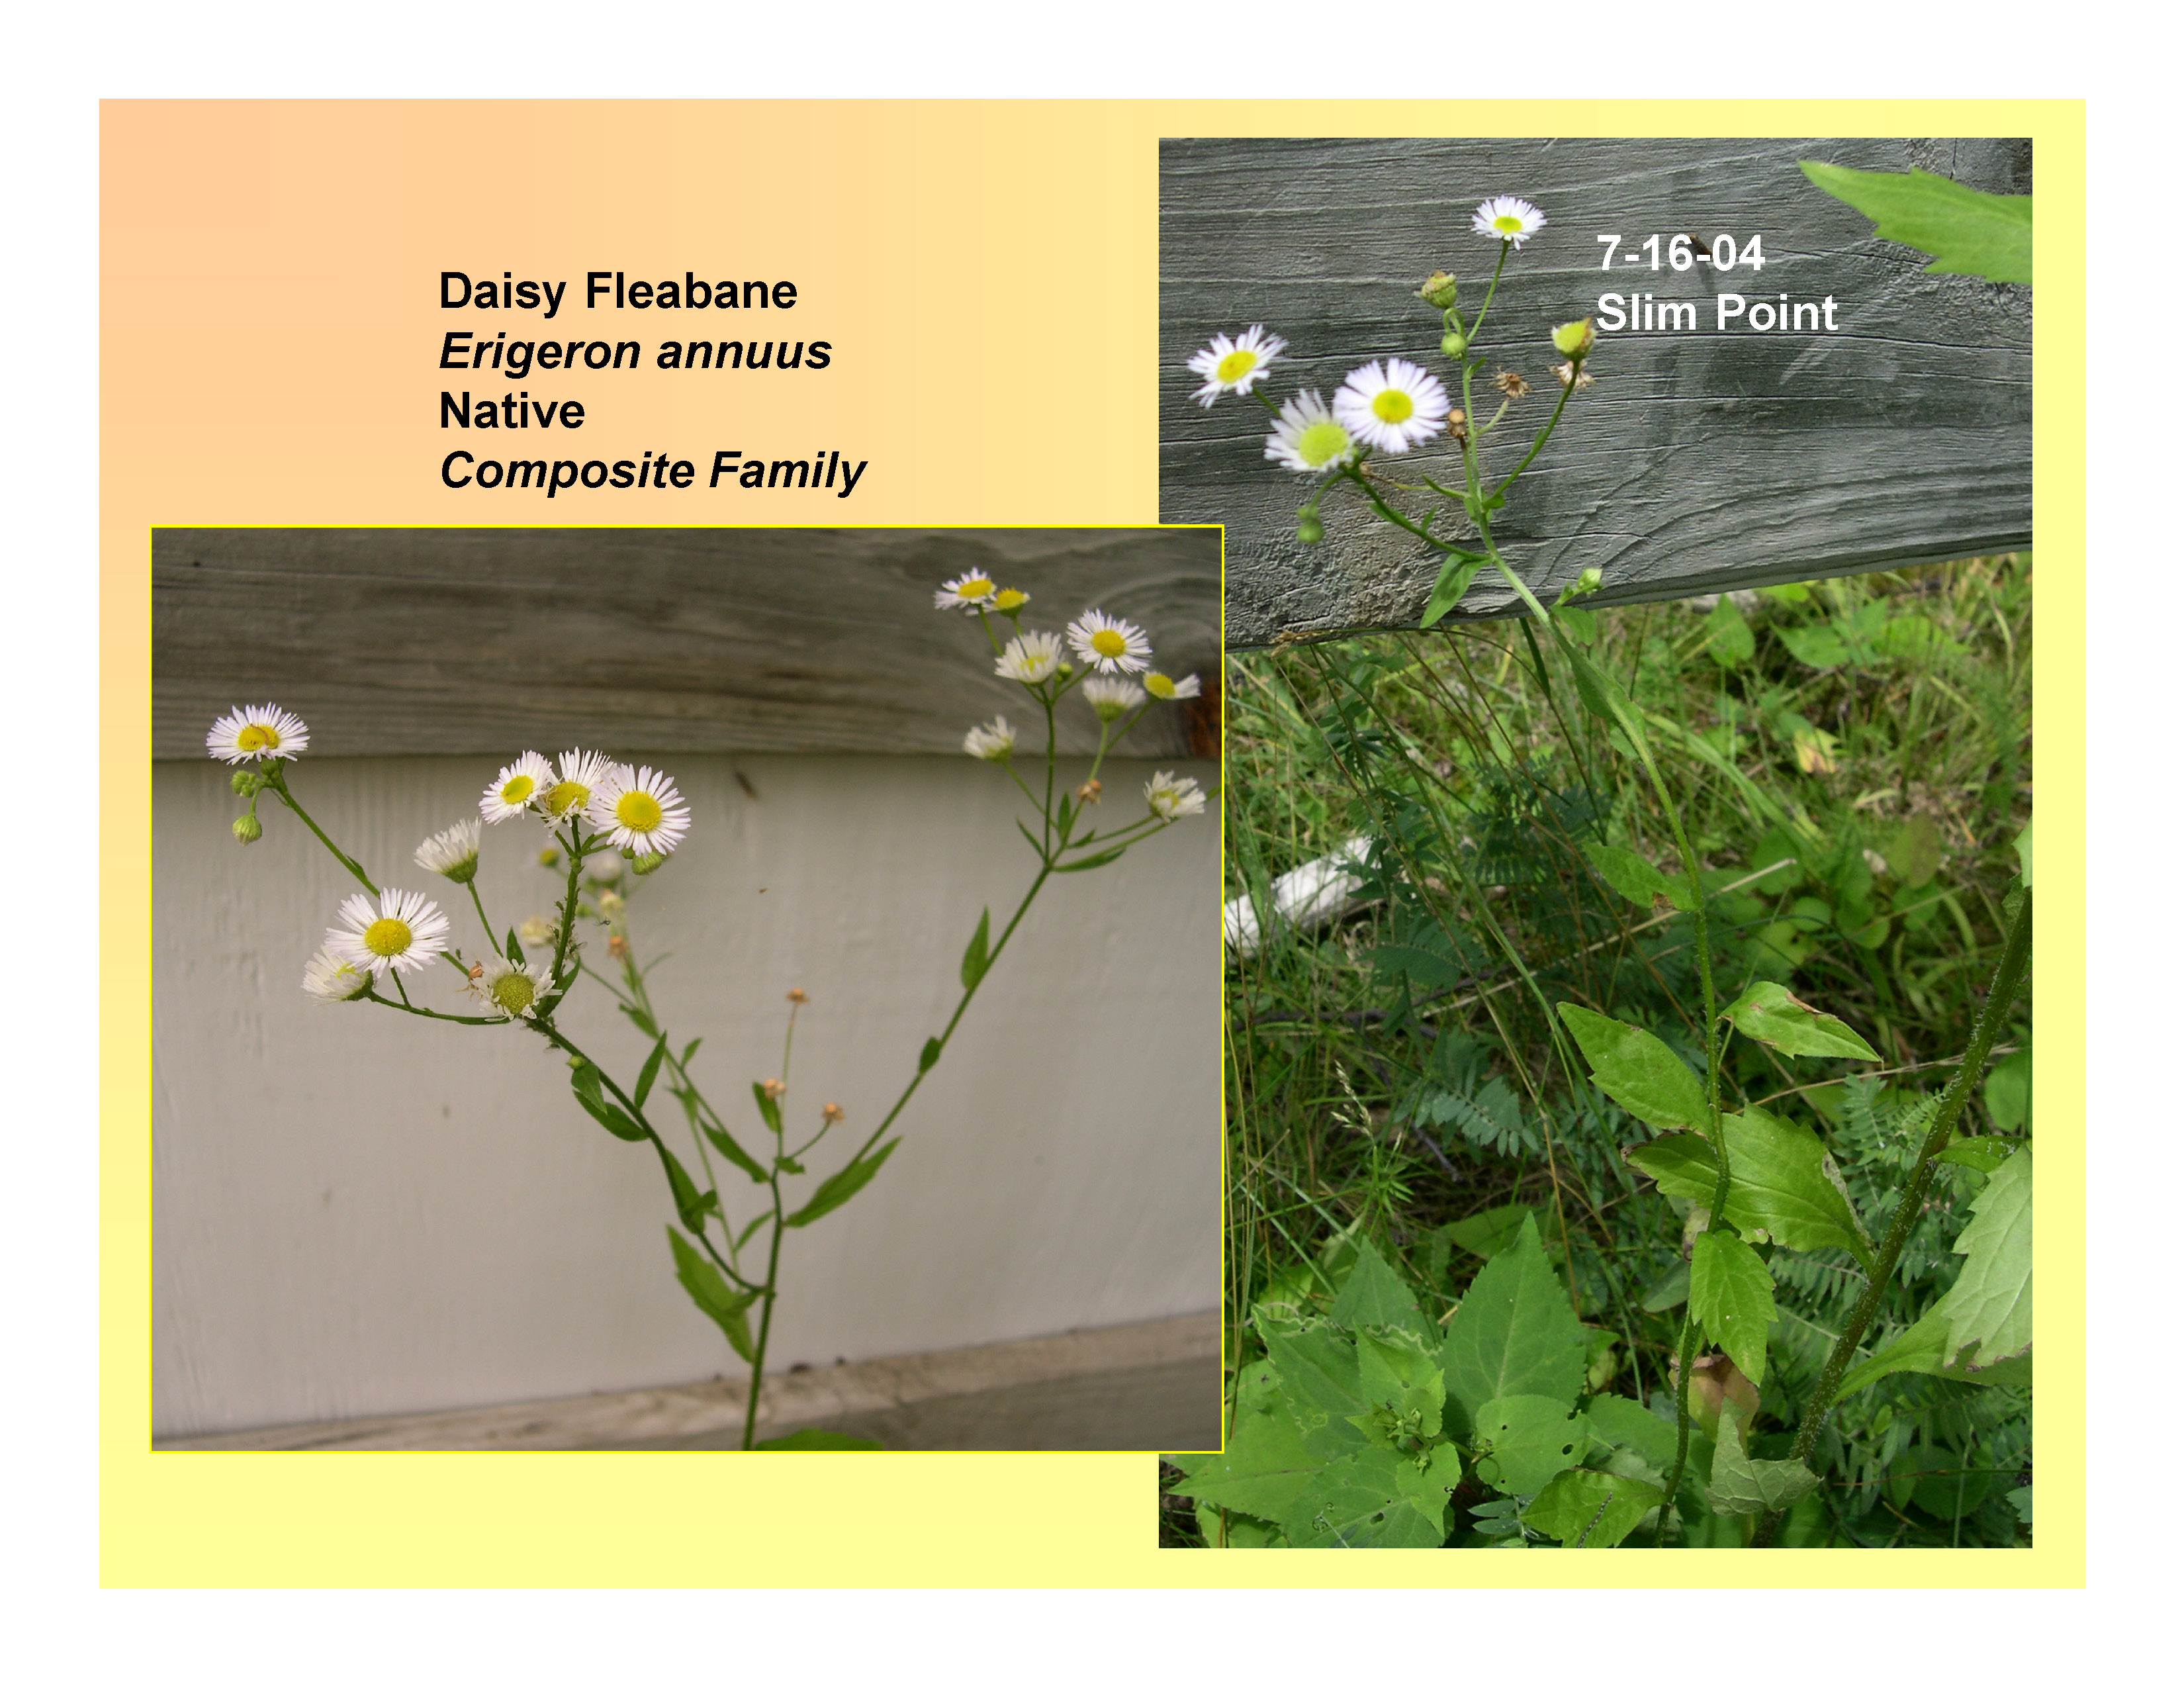 Daisy Fleabane
Erigeron annuus
Native
Composite Family
7-16-04
Slim Point